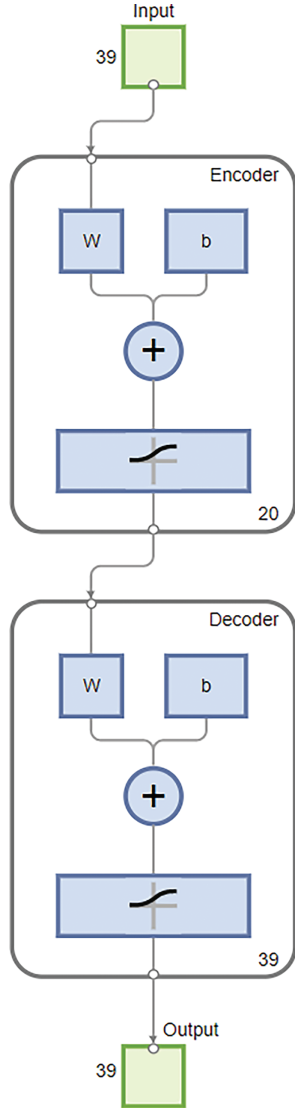 Input
39
Encoder
W
b
+
20
Decoder
W
b
+
39
Output
39